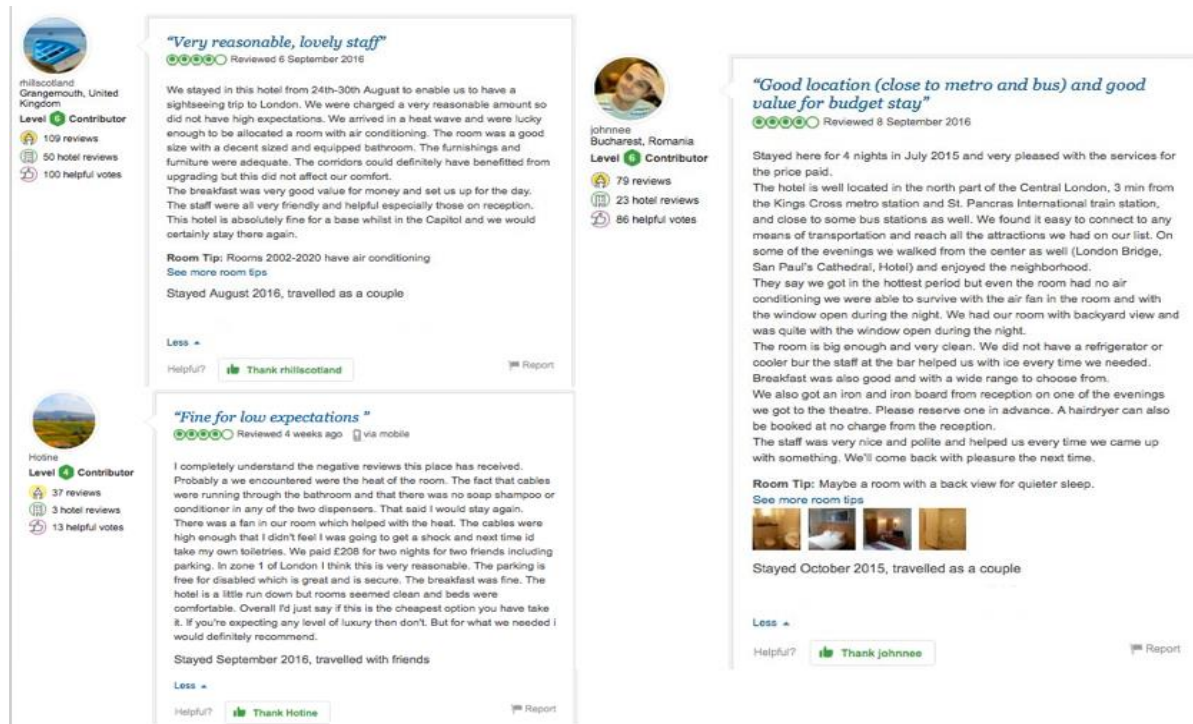 rhillscotland
Grangemouth, United
Kingdom
Level 6 Contributor
109 reviews
50 hotel reviews
100 helpful votes
"Very reasonable, lovely staff"
Reviewed 6 September 2016
We stayed in this hotel from 24th-30th August to enable us to have a
sightseeing trip to London. We were charged a very reasonable amount so
did not have high expectations. We arrived in a heat wave and were lucky
enough to be allocated a room with air conditioning. The room was a good
size with a decent sized and equipped bathroom. The furnishings and
furniture were adequate. The corridors could definitely have benefitted from
upgrading but this did not affect our comfort.
The breakfast was very good value for money and set us up for the day.
The staff were all very friendly and helpful especially those on reception.
This hotel is absolutely fine for a base whilst in the Capitol and we would
certainly stay there again.
Room Tip: Rooms 2002-2020 have air conditioning
See more room tips
Stayed August 2016, travelled as a couple
Less
Helpful? Thank rhillscotland Report
Hotine
Level 4 Contributor
37 reviews
3 hotel reviews
13 helpful votes
"Fine for low expectations "
Reviewed 4 weeks ago via mobile
I completely understand the negative reviews this place has received.
Probably a we encountered were the heat of the room. The fact that cables
were running through the bathroom and that there was no soap shampoo or
conditioner in any of the two dispensers. That said I would stay again.
There was a fan in our room which helped with the heat. The cables were
high enough that I didn't feel I was going to get a shock and next time id
take my own toiletries. We paid £208 for two nights for two friends including
parking. In zone 1 of London I think this is very reasonable. The parking is
free for disabled which is great and is secure. The breakfast was fine. The
hotel is a little run down but rooms seemed clean and beds were
comfortable. Overall I'd just say if this is the cheapest option you have take
it. If you're expecting any level of luxury then don't. But for what we needed i
would definitely recommend.
Stayed September 2016, travelled with friends
Less
Helpful? Thank Hotine Report
johnnee
Bucharest, Romania
Level 6 Contributor
79 reviews
23 hotel reviews
86 helpful votes
"Good location (close to metro and bus) and good
value for budget stay"
Reviewed 8 September 2016
Stayed here for 4 nights in July 2015 and very pleased with the services for
the price paid.
The hotel is well located in the north part of the Central London, 3 min from
the Kings Cross metro station and St. Pancras International train station,
and close to some bus stations as well. We found it easy to connect to any
means of transportation and reach all the attractions we had on our list. On
some of the evenings we walked from the center as well (London Bridge,
San Paul's Cathedral, Hotel) and enjoyed the neighborhood.
They say we got in the hottest period but even the room had no air
conditioning we were able to survive with the air fan in the room and with
the window open during the night. We had our room with backyard view and
was quite with the window open during the night.
The room is big enough and very clean. We did not have a refrigerator or
cooler bur the staff at the bar helped us with ice every time we needed.
Breakfast was also good and with a wide range to choose from.
We also got an iron and iron board from reception on one of the evenings
we got to the theatre. Please reserve one in advance. A hairdryer can also
be booked at no charge from the reception.
The staff was very nice and polite and helped us every time we came up
with something. We'll come back with pleasure the next time.
Room Tip: Maybe a room with a back view for quieter sleep.
See more room tips
Stayed October 2015, travelled as a couple
Less
Helpful? Thank johnnee Report